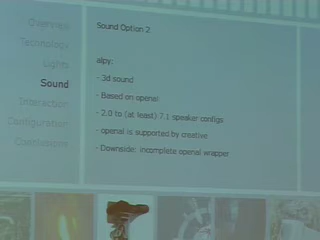 Overview
Technology
Lights
Sound
Interaction
Configuration
Conclusions
Sound Option 2
alpy:
- 3d sound
- Based on openal
- 2.0 to (at least) 7.1 speaker configs
- openal is supported by creative
- Downside: incomplete openal wrapper